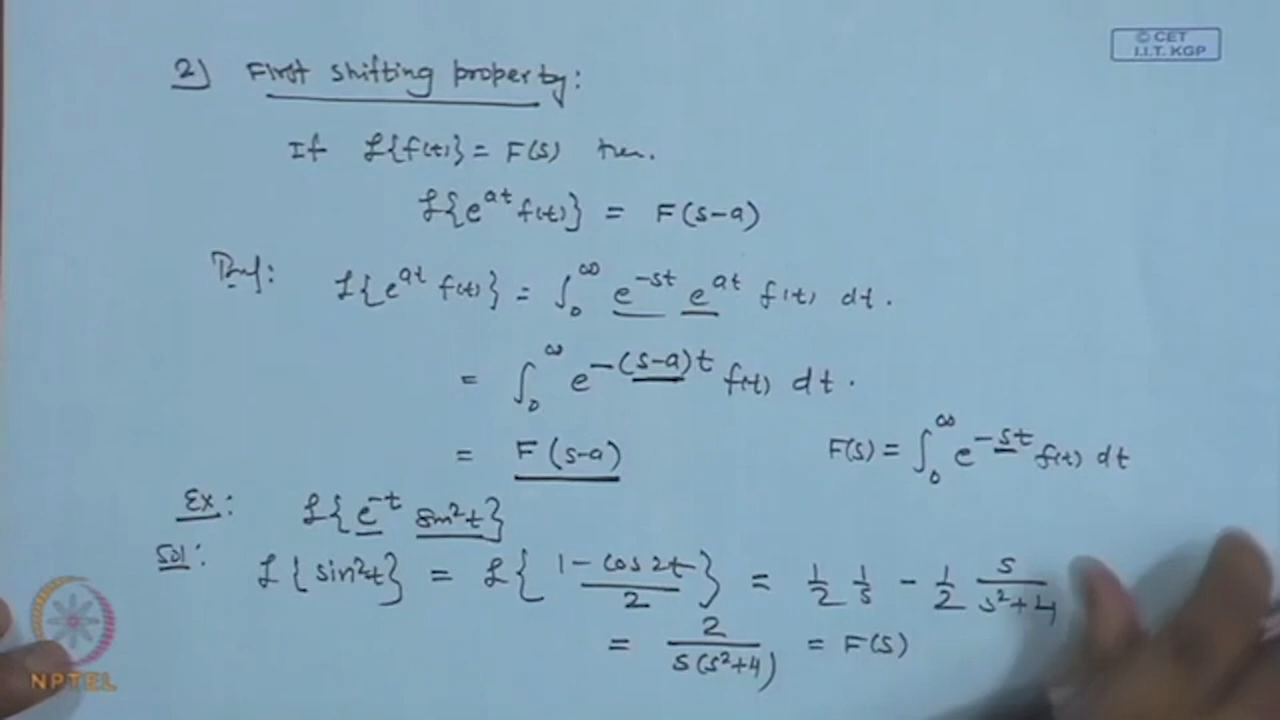 © CET
I.I.T. KGP
2) First shifting property:
If ℒ{f(t)} = F(s) then.
ℒ{e^{at} f(t)} = F(s-a)
Proof: ℒ{e^{at} f(t)} = ∫_0^∞ e^{-st} e^{at} f(t) dt.
= ∫_0^∞ e^{-(s-a)t} f(t) dt.
= F(s-a) F(s) = ∫_0^∞ e^{-st} f(t) dt
Ex: ℒ{e^{-t} sin²t}
Sol: ℒ{sin²t} = ℒ{(1 - cos 2t)/2} = 1/2 1/s - 1/2 s/(s²+4)
= 2/(s(s²+4)) = F(s)
NPTEL